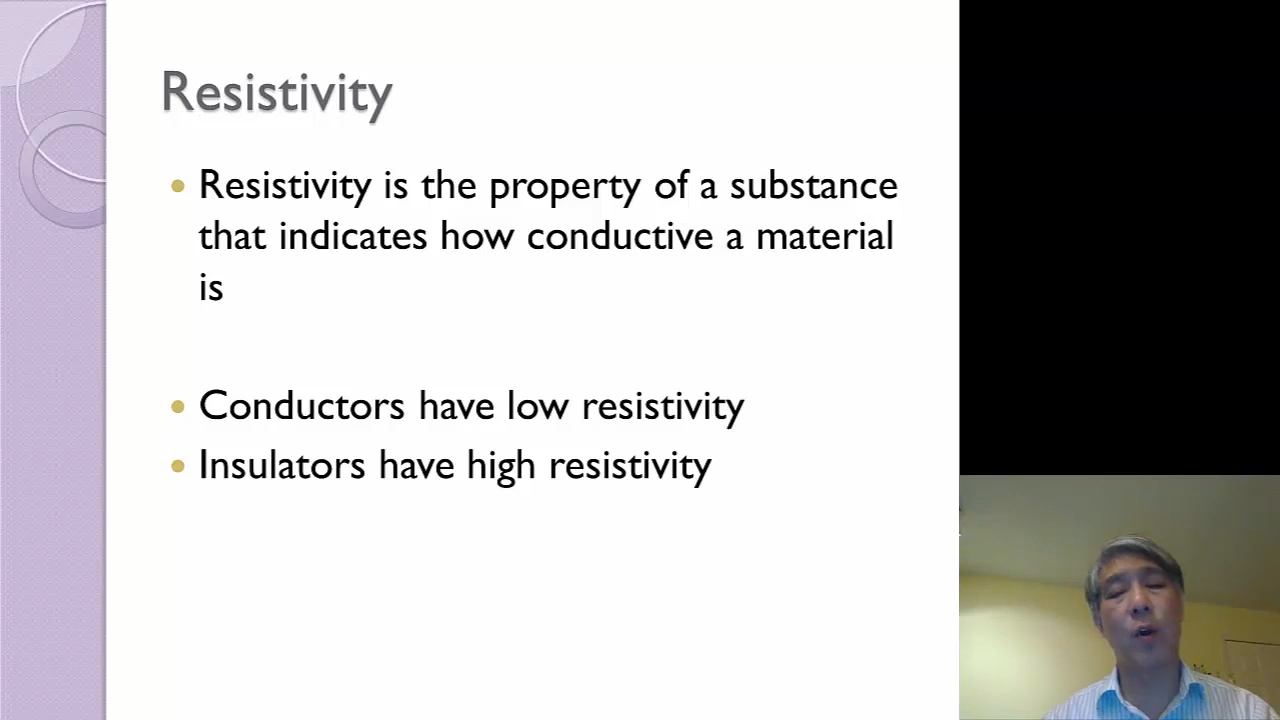 Resistivity
• Resistivity is the property of a substance
that indicates how conductive a material
is
• Conductors have low resistivity
• Insulators have high resistivity